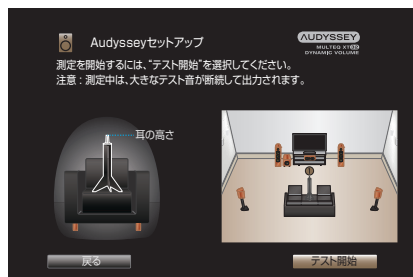 Audysseyセットアップ
AUDYSSEY
MULTEQ XT32
DYNAMIC VOLUME
測定を開始するには、“テスト開始”を選択してください。
注意：測定中は、大きなテスト音が断続して出力されます。
耳の高さ
戻る
テスト開始